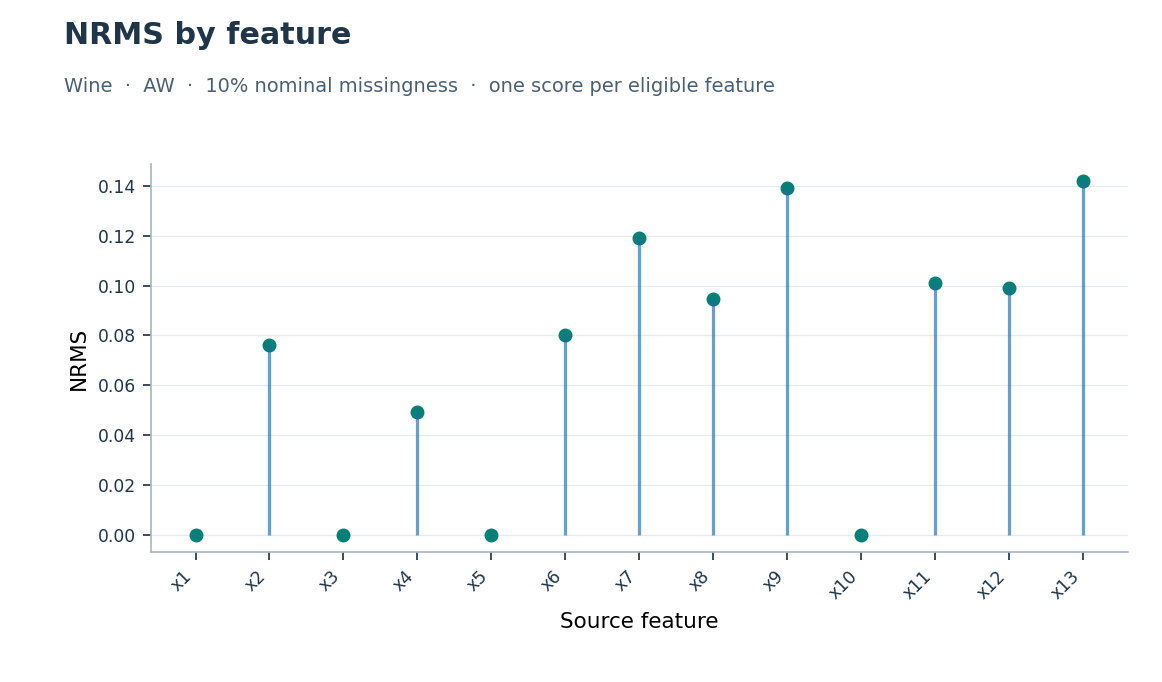 NRMS by feature
Wine · AW · 10% nominal missingness · one score per eligible feature
NRMS
0.14
0.12
0.10
0.08
0.06
0.04
0.02
0.00
x1 x2 x3 x4 x5 x6 x7 x8 x9 x10 x11 x12 x13
Source feature